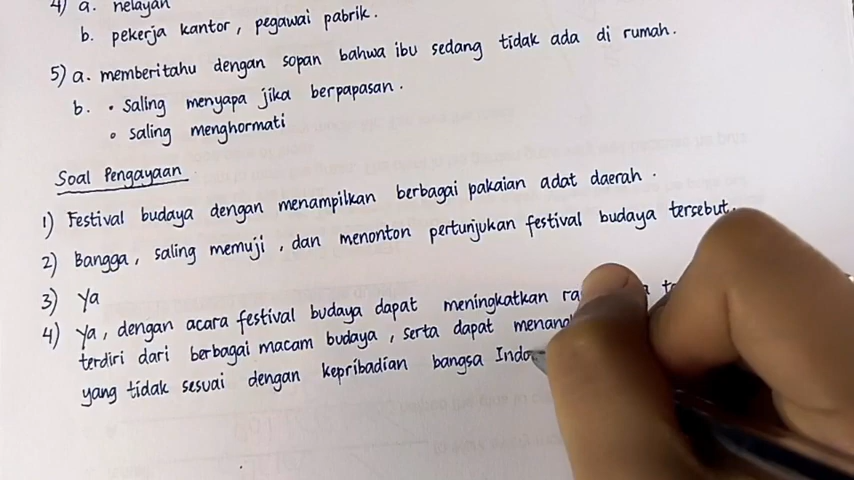 4) a. nelayan
b. pekerja kantor, pegawai pabrik.
5) a. memberitahu dengan sopan bahwa ibu sedang tidak ada di rumah.
b. • Saling menyapa jika berpapasan.
• saling menghormati
Soal Pengayaan
1) Festival budaya dengan menampilkan berbagai pakaian adat daerah.
2) Bangga, saling memuji, dan menonton pertunjukan festival budaya tersebut.
3) Ya
4) Ya, dengan acara festival budaya dapat meningkatkan
terdiri dari berbagai macam budaya, serta dapat
yang tidak sesuai dengan kepribadian bangsa